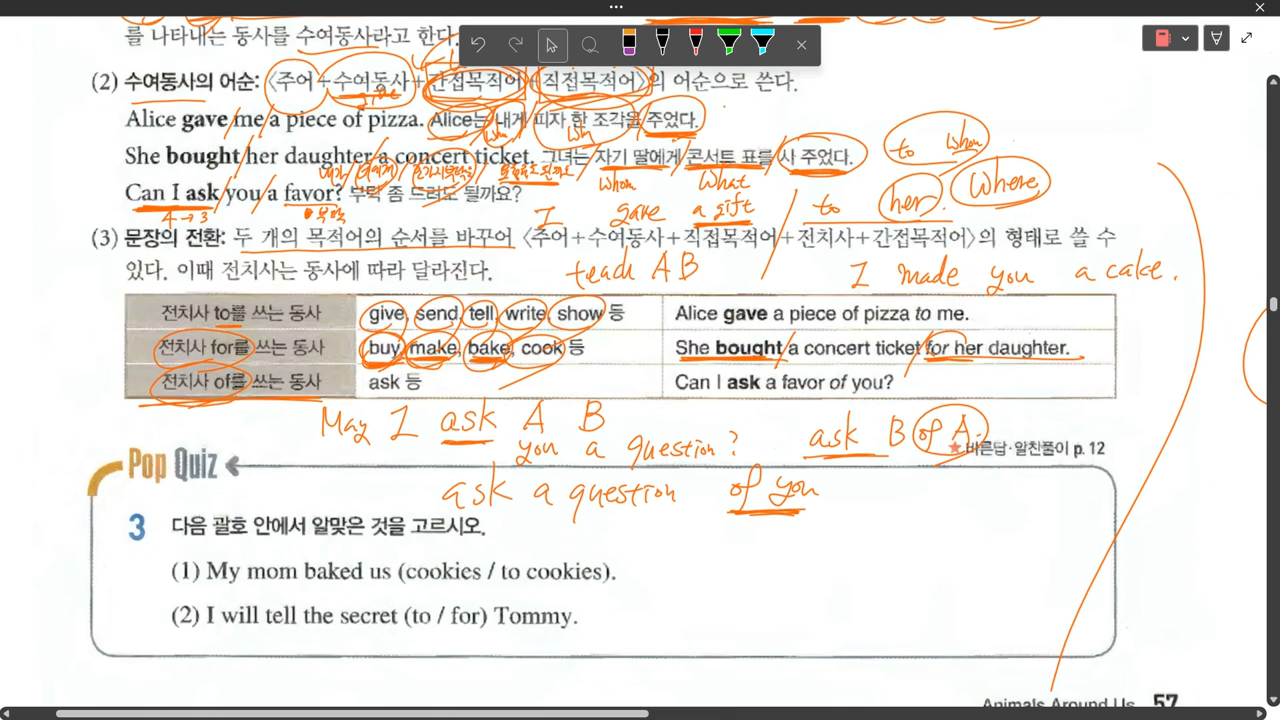 를 나타내는 동사를 수여동사라고 한다.
(2) 수여동사의 어순: 〈주어+수여동사+간접목적어+직접목적어〉의 어순으로 쓴다.
give
Alice gave me a piece of pizza. Alice는 내게 피자 한 조각을 주었다.
to whom
She bought her daughter a concert ticket. 그녀는 자기 딸에게 콘서트 표를 사 주었다.
whom what
Can I ask you a favor? 부탁 좀 드려도 될까요?
4 → 3 부탁
I gave a gift / to her. where
(3) 문장의 전환: 두 개의 목적어의 순서를 바꾸어 〈주어+수여동사+직접목적어+전치사+간접목적어〉의 형태로 쓸 수
있다. 이때 전치사는 동사에 따라 달라진다.
teach A B I made you a cake.
전치사 to를 쓰는 동사 give, send, tell, write, show 등 Alice gave a piece of pizza to me.
전치사 for를 쓰는 동사 buy, make, bake, cook 등 She bought a concert ticket for her daughter.
전치사 of를 쓰는 동사 ask 등 Can I ask a favor of you?
May I ask A B ask B of A.
you a question?
★ 바른답·알찬풀이 p. 12
Pop Quiz
ask a question of you
3 다음 괄호 안에서 알맞은 것을 고르시오.
(1) My mom baked us (cookies / to cookies).
(2) I will tell the secret (to / for) Tommy.
Animals Around Us 57